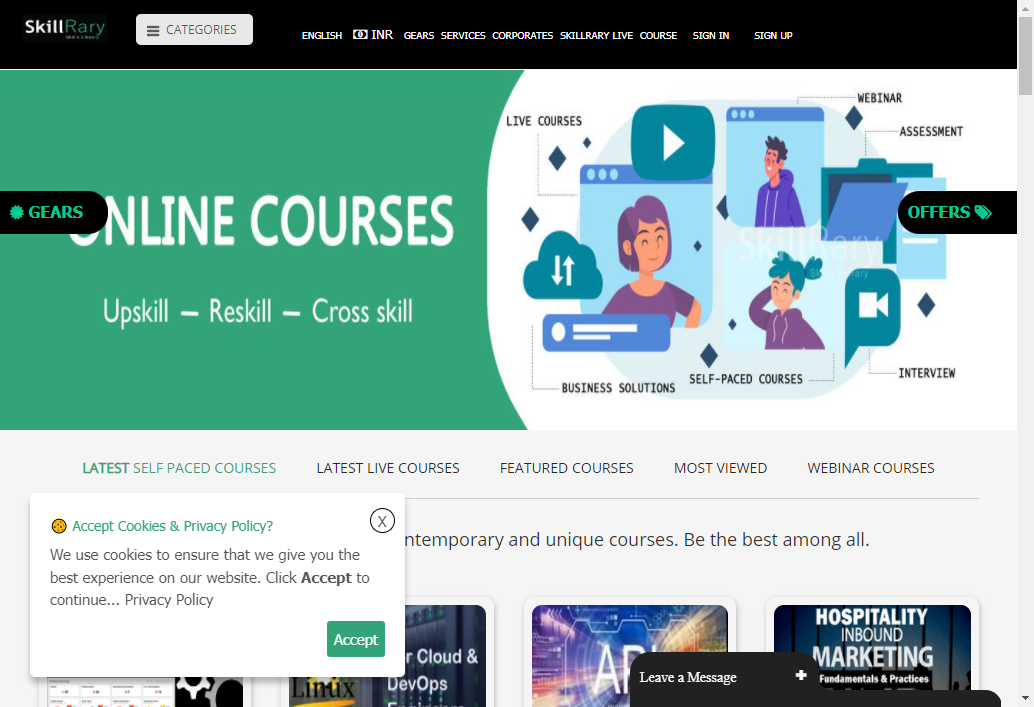 SkillRary
CATEGORIES
ENGLISH INR GEARS SERVICES CORPORATES SKILLRARY LIVE COURSE SIGN IN SIGN UP
WEBINAR
LIVE COURSES
ASSESSMENT
GEARS
OFFERS
NLINE COURSES
SkillRary
Upskill — Reskill — Cross skill
INTERVIEW
SELF-PACED COURSES
BUSINESS SOLUTIONS
LATEST SELF PACED COURSES LATEST LIVE COURSES FEATURED COURSES MOST VIEWED WEBINAR COURSES
Accept Cookies & Privacy Policy?
X
We use cookies to ensure that we give you the
best experience on our website. Click Accept to
continue... Privacy Policy
Accept
ntemporary and unique courses. Be the best among all.
r Cloud &
DevOps
Linux
HOSPITALITY
INBOUND
MARKETING
Fundamentals & Practices
Leave a Message